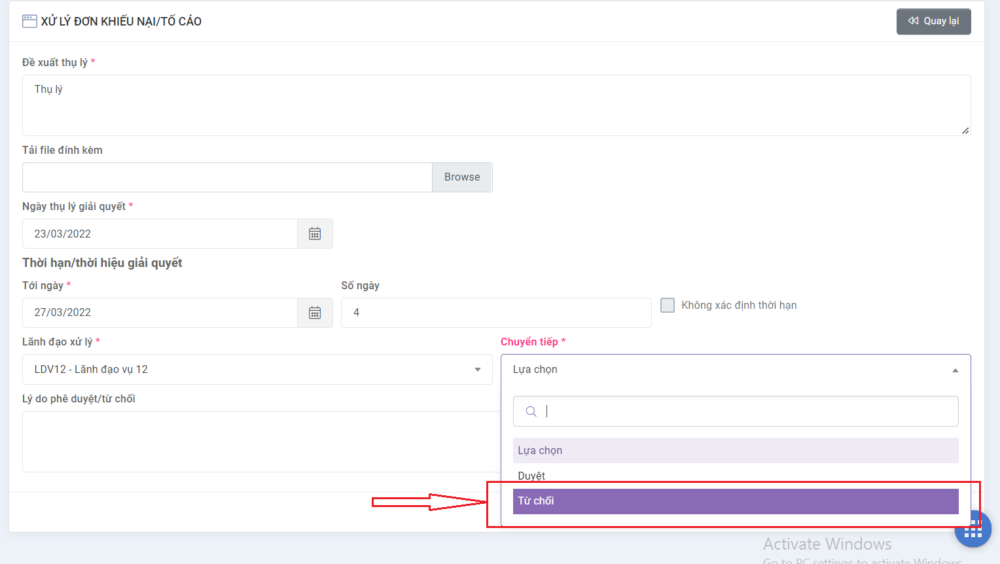 XỬ LÝ ĐƠN KHIẾU NẠI/TỐ CÁO
Quay lại
Đề xuất thụ lý *
Thụ lý
Tải file đính kèm
Browse
Ngày thụ lý giải quyết *
23/03/2022
Thời hạn/thời hiệu giải quyết
Tới ngày *
Số ngày
27/03/2022
4
Không xác định thời hạn
Lãnh đạo xử lý *
Chuyển tiếp *
LDV12 - Lãnh đạo vụ 12
Lựa chọn
Lý do phê duyệt/từ chối
Lựa chọn
Duyệt
Từ chối
Activate Windows
Go to PC settings to activate Windows.